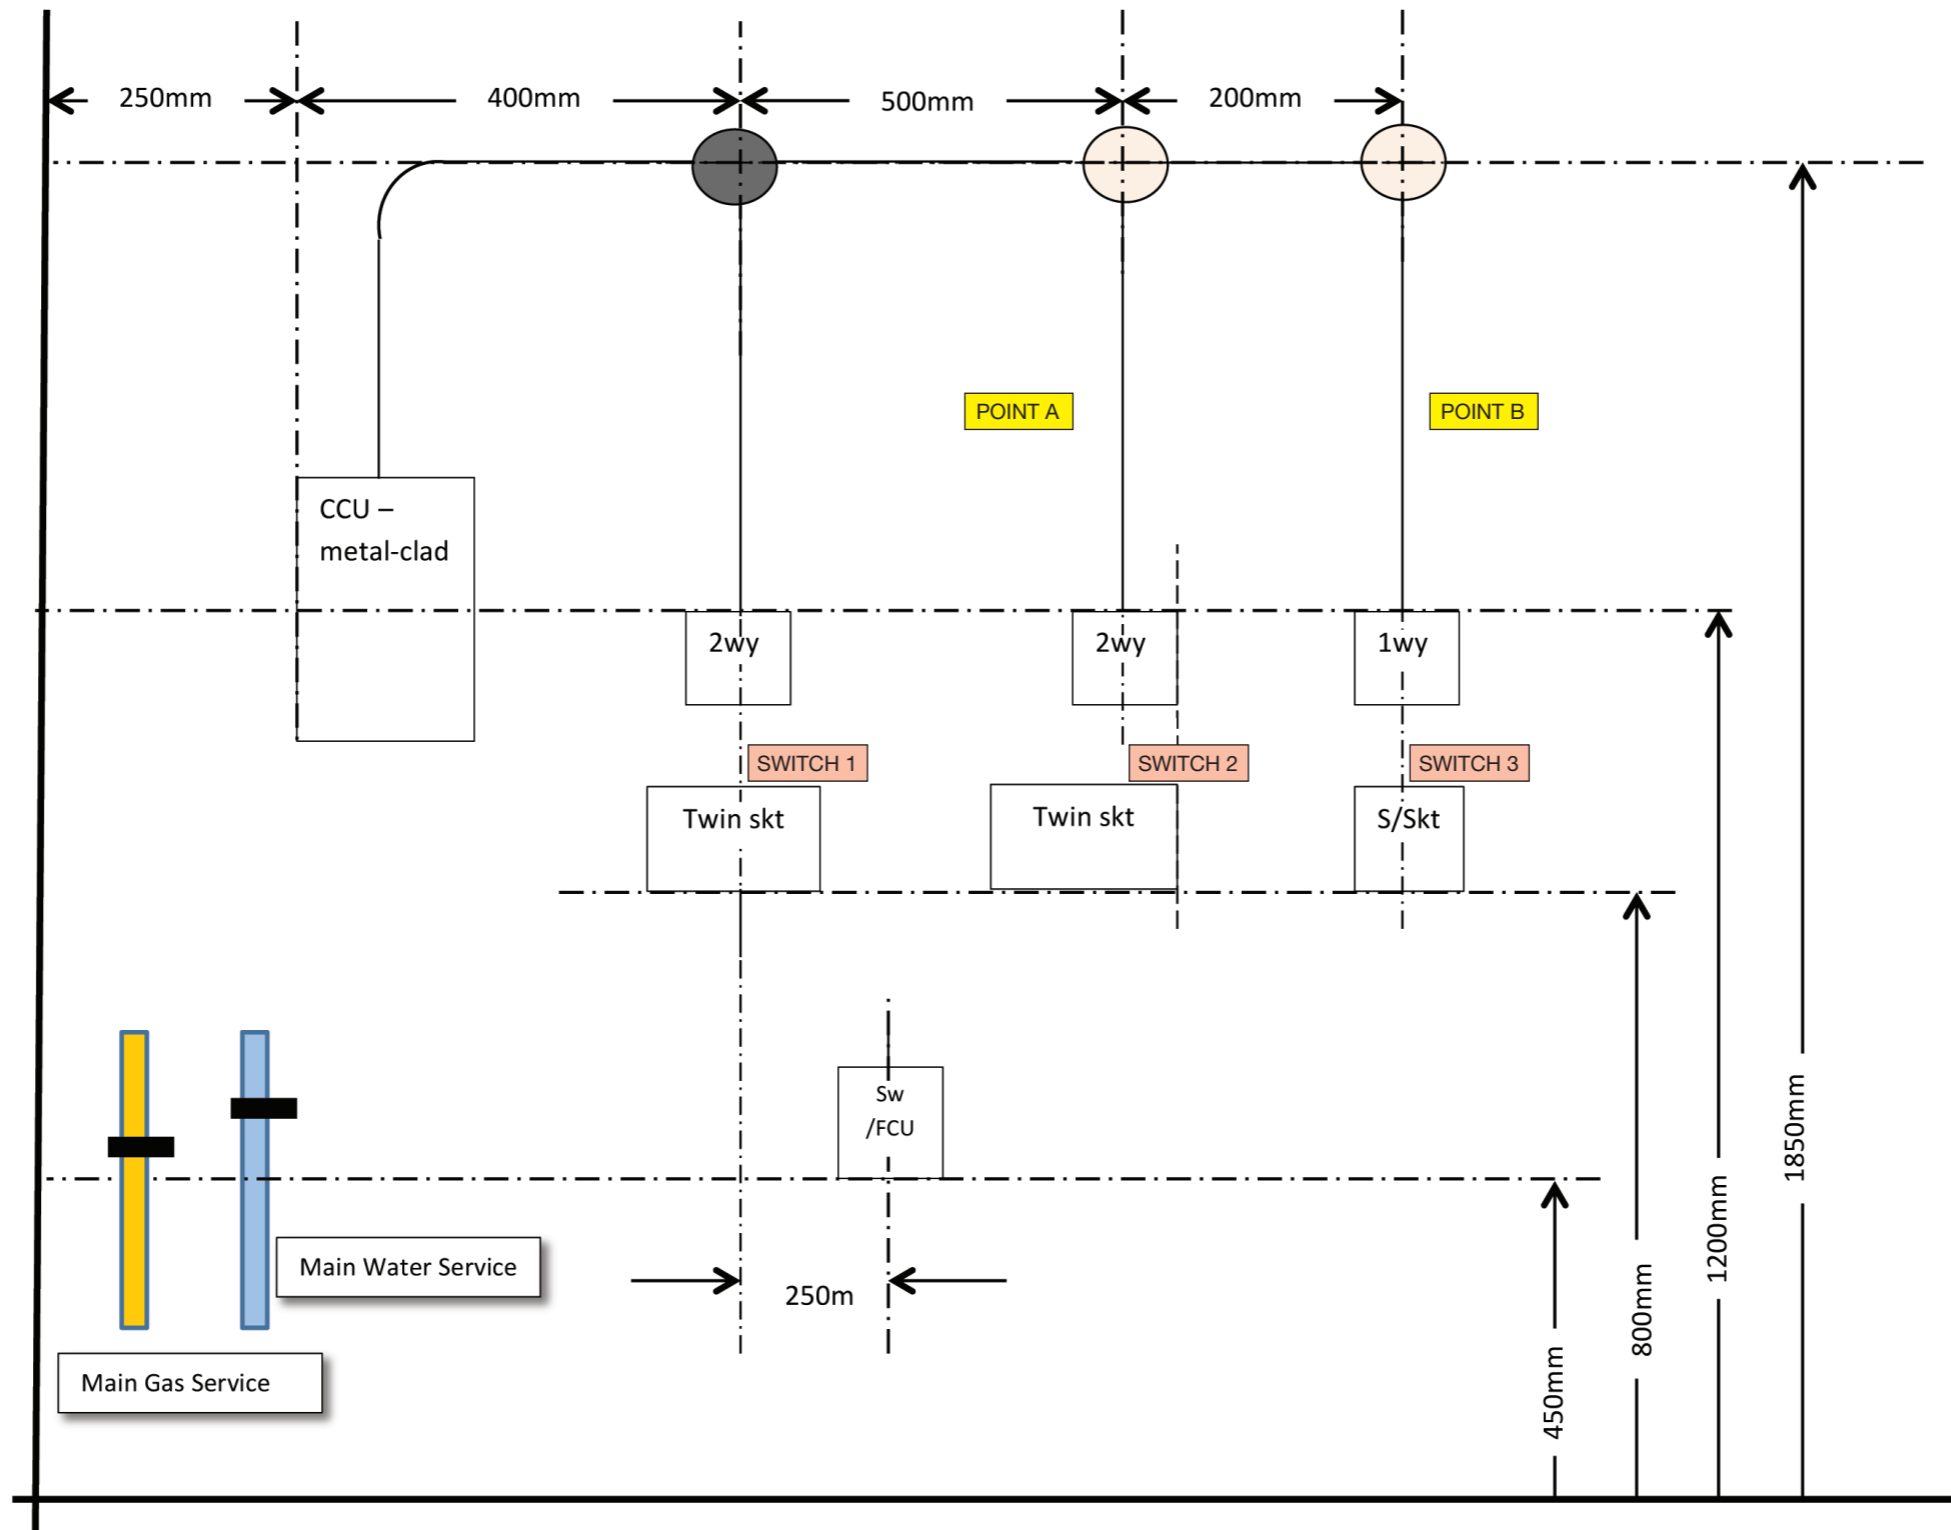 250mm
400mm
500mm
200mm
POINT A
POINT B
CCU –
metal-clad
2wy
2wy
1wy
SWITCH 1
SWITCH 2
SWITCH 3
Twin skt
Twin skt
S/Skt
Sw
/FCU
Main Water Service
250m
Main Gas Service
450mm
800mm
1200mm
1850mm